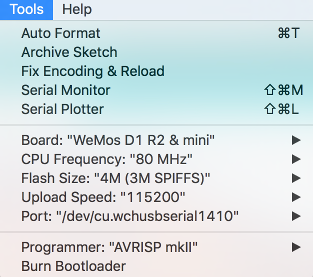 Tools Help
Auto Format ⌘T
Archive Sketch
Fix Encoding & Reload
Serial Monitor ⇧⌘M
Serial Plotter ⇧⌘L
Board: "WeMos D1 R2 & mini"
CPU Frequency: "80 MHz"
Flash Size: "4M (3M SPIFFS)"
Upload Speed: "115200"
Port: "/dev/cu.wchusbserial1410"
Programmer: "AVRISP mkII"
Burn Bootloader